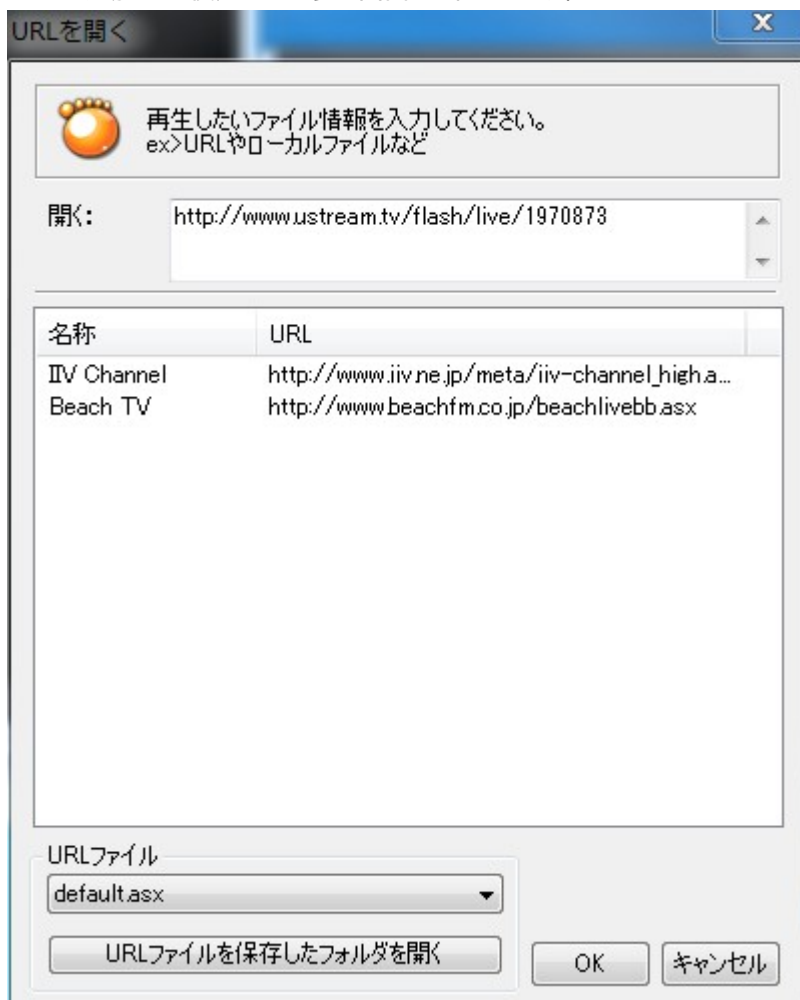 URLを開く
再生したいファイル情報を入力してください。
ex>URLやローカルファイルなど
開く:
http://www.ustream.tv/flash/live/1970873
名称 URL
IIV Channel http://www.iiv.ne.jp/meta/iiv-channel_high.a...
Beach TV http://www.beachfm.co.jp/beachlivebb.asx
URLファイル
default.asx
URLファイルを保存したフォルダを開く
OK キャンセル